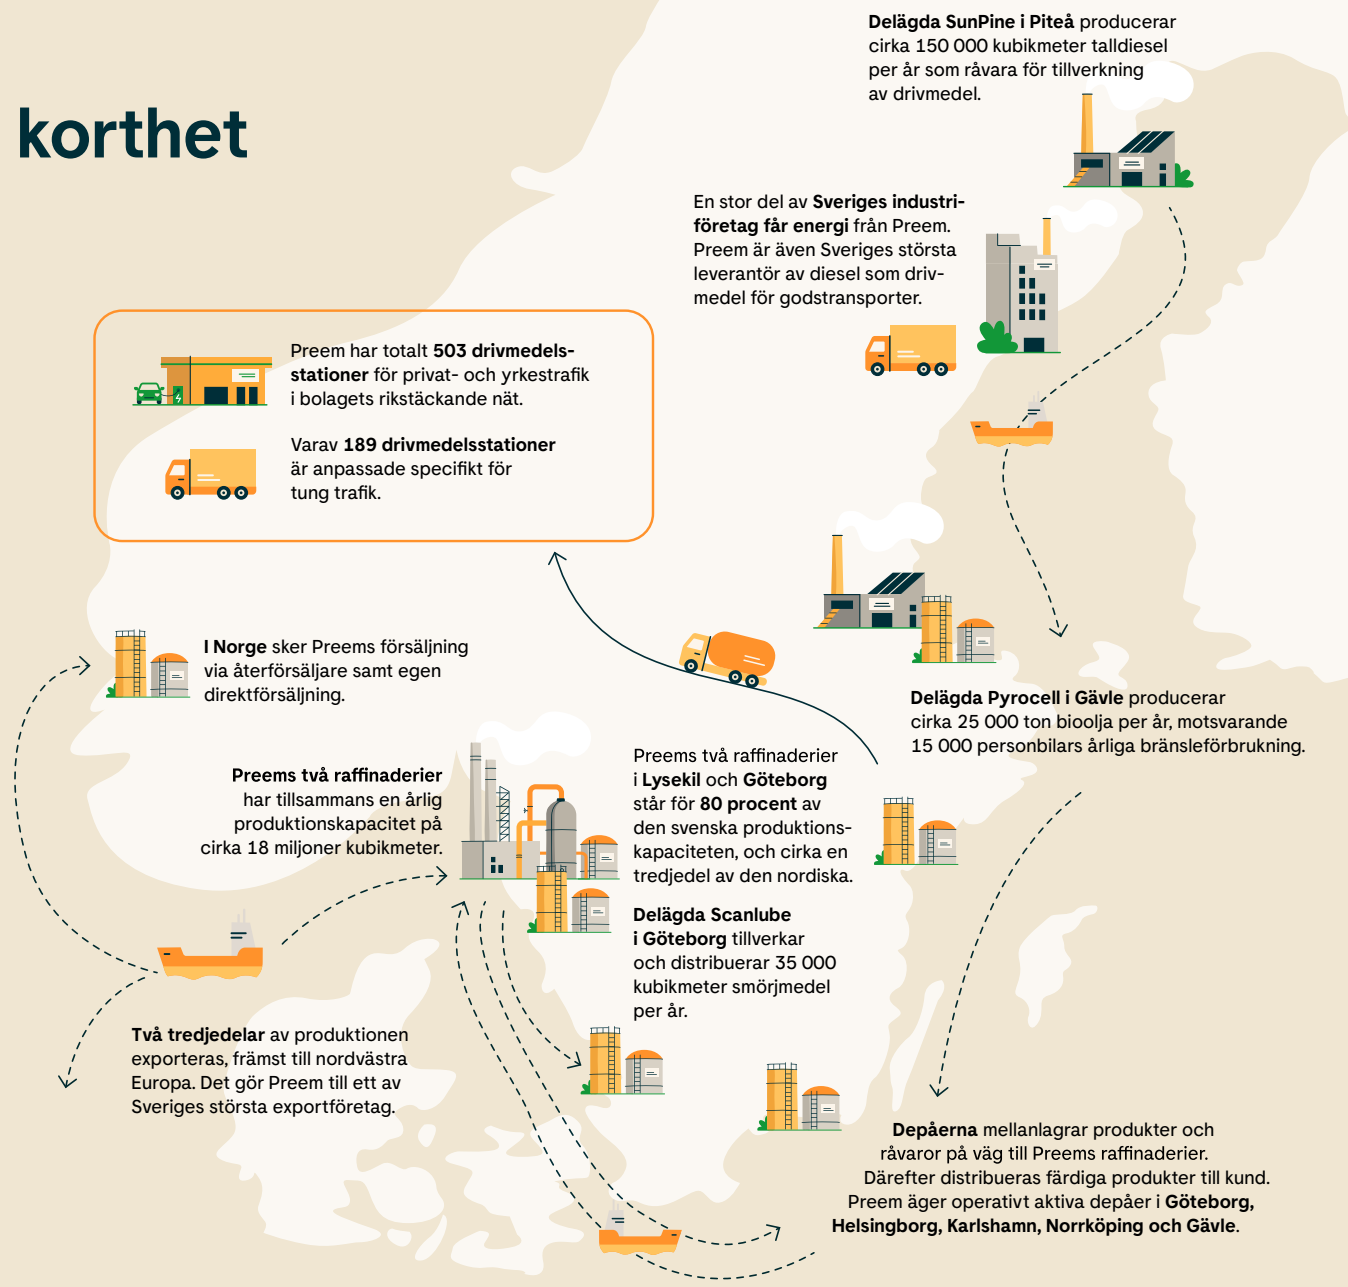 korthet
Delägda SunPine i Piteå producerar
cirka 150 000 kubikmeter talldiesel
per år som råvara för tillverkning
av drivmedel.
En stor del av Sveriges industri-
företag får energi från Preem.
Preem är även Sveriges största
leverantör av diesel som driv-
medel för godstransporter.
Preem har totalt 503 drivmedels-
stationer för privat- och yrkestrafik
i bolagets rikstäckande nät.
Varav 189 drivmedelsstationer
är anpassade specifikt för
tung trafik.
I Norge sker Preems försäljning
via återförsäljare samt egen
direktförsäljning.
Delägda Pyrocell i Gävle producerar
cirka 25 000 ton bioolja per år, motsvarande
15 000 personbilars årliga bränsleförbrukning.
Preems två raffinaderier
har tillsammans en årlig
produktionskapacitet på
cirka 18 miljoner kubikmeter.
Preems två raffinaderier
i Lysekil och Göteborg
står för 80 procent av
den svenska produktions-
kapaciteten, och cirka en
tredjedel av den nordiska.
Delägda Scanlube
i Göteborg tillverkar
och distribuerar 35 000
kubikmeter smörjmedel
per år.
Två tredjedelar av produktionen
exporteras, främst till nordvästra
Europa. Det gör Preem till ett av
Sveriges största exportföretag.
Depåerna mellanlagrar produkter och
råvaror på väg till Preems raffinaderier.
Därefter distribueras färdiga produkter till kund.
Preem äger operativt aktiva depåer i Göteborg,
Helsingborg, Karlshamn, Norrköping och Gävle.